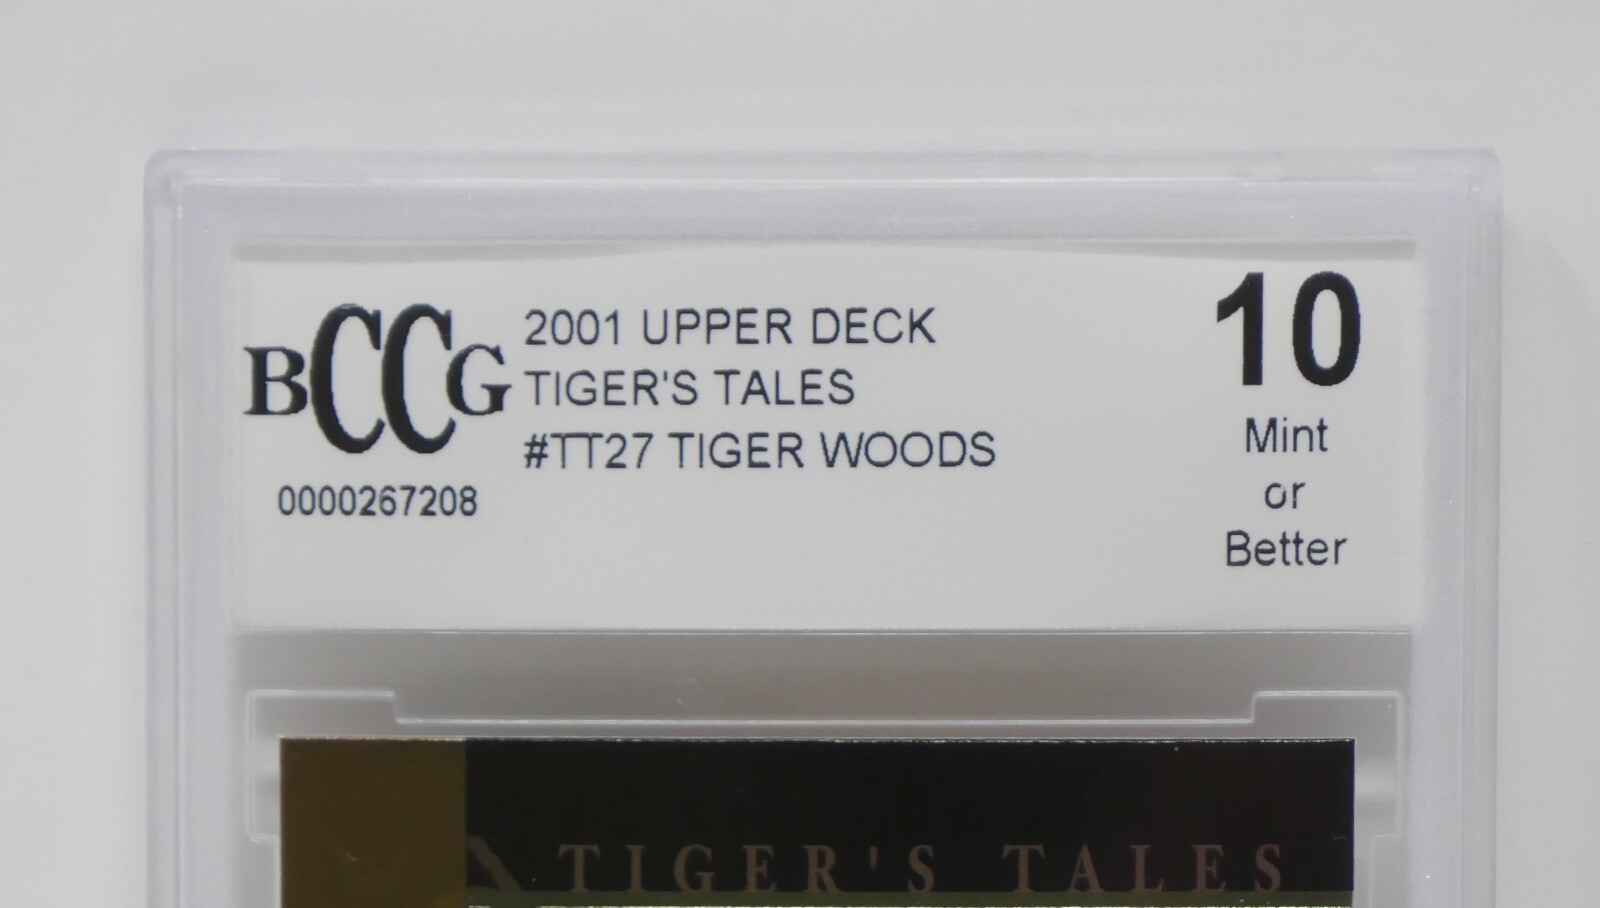 BCCG
2001 UPPER DECK
TIGER'S TALES
#TT27 TIGER WOODS
0000267208
10
Mint
or
Better
TIGER'S TALES